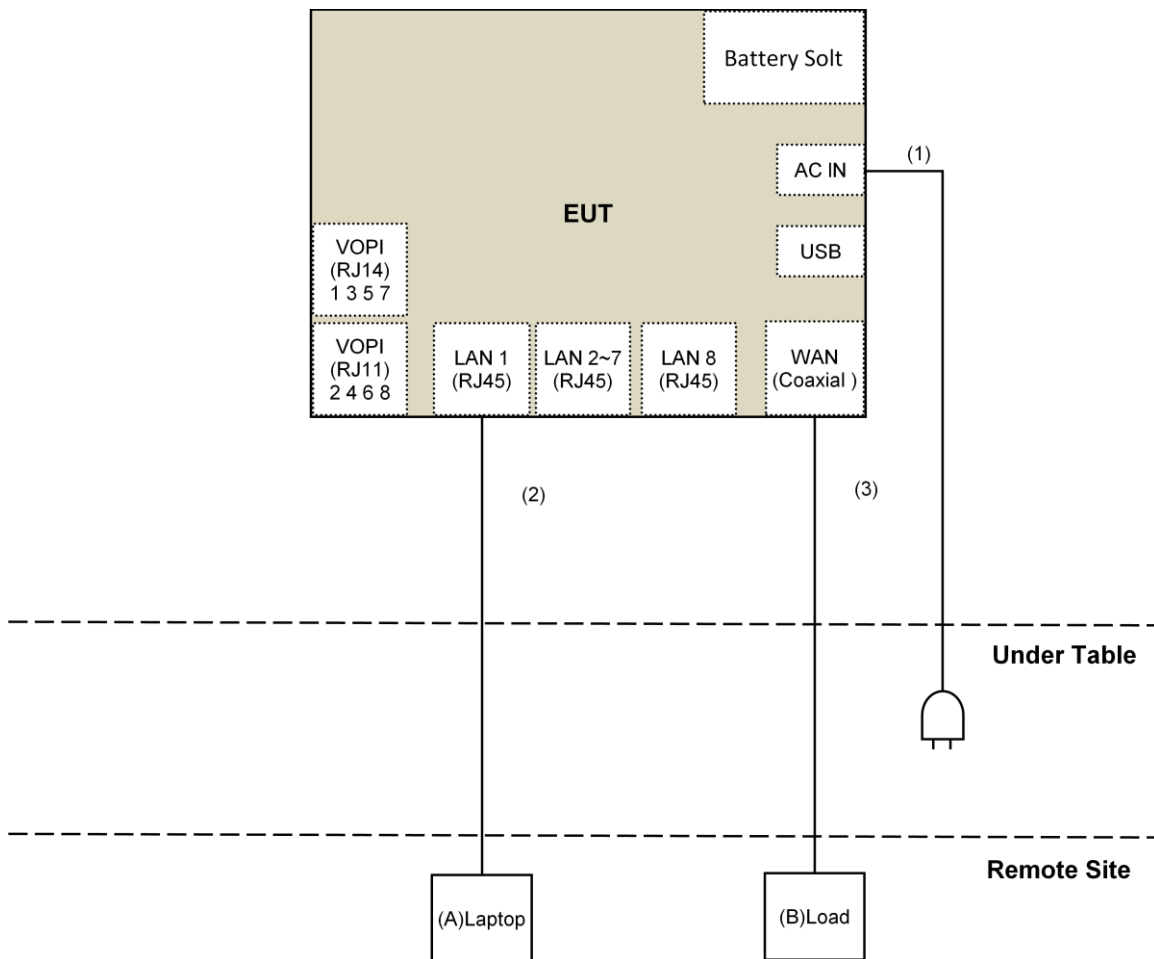 Battery Solt
(1)
AC IN
EUT
USB
VOPI
(RJ14)
1 3 5 7
VOPI
(RJ11)
2 4 6 8
LAN 1
(RJ45)
LAN 2~7
(RJ45)
LAN 8
(RJ45)
WAN
(Coaxial )
(2)
(3)
Under Table
Remote Site
(A)Laptop
(B)Load